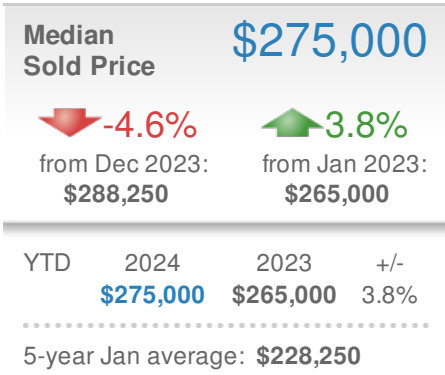 Median $275,000
Sold Price
-4.6% 3.8%
from Dec 2023: from Jan 2023:
$288,250 $265,000
YTD 2024 2023 +/-
$275,000 $265,000 3.8%
5-year Jan average: $228,250